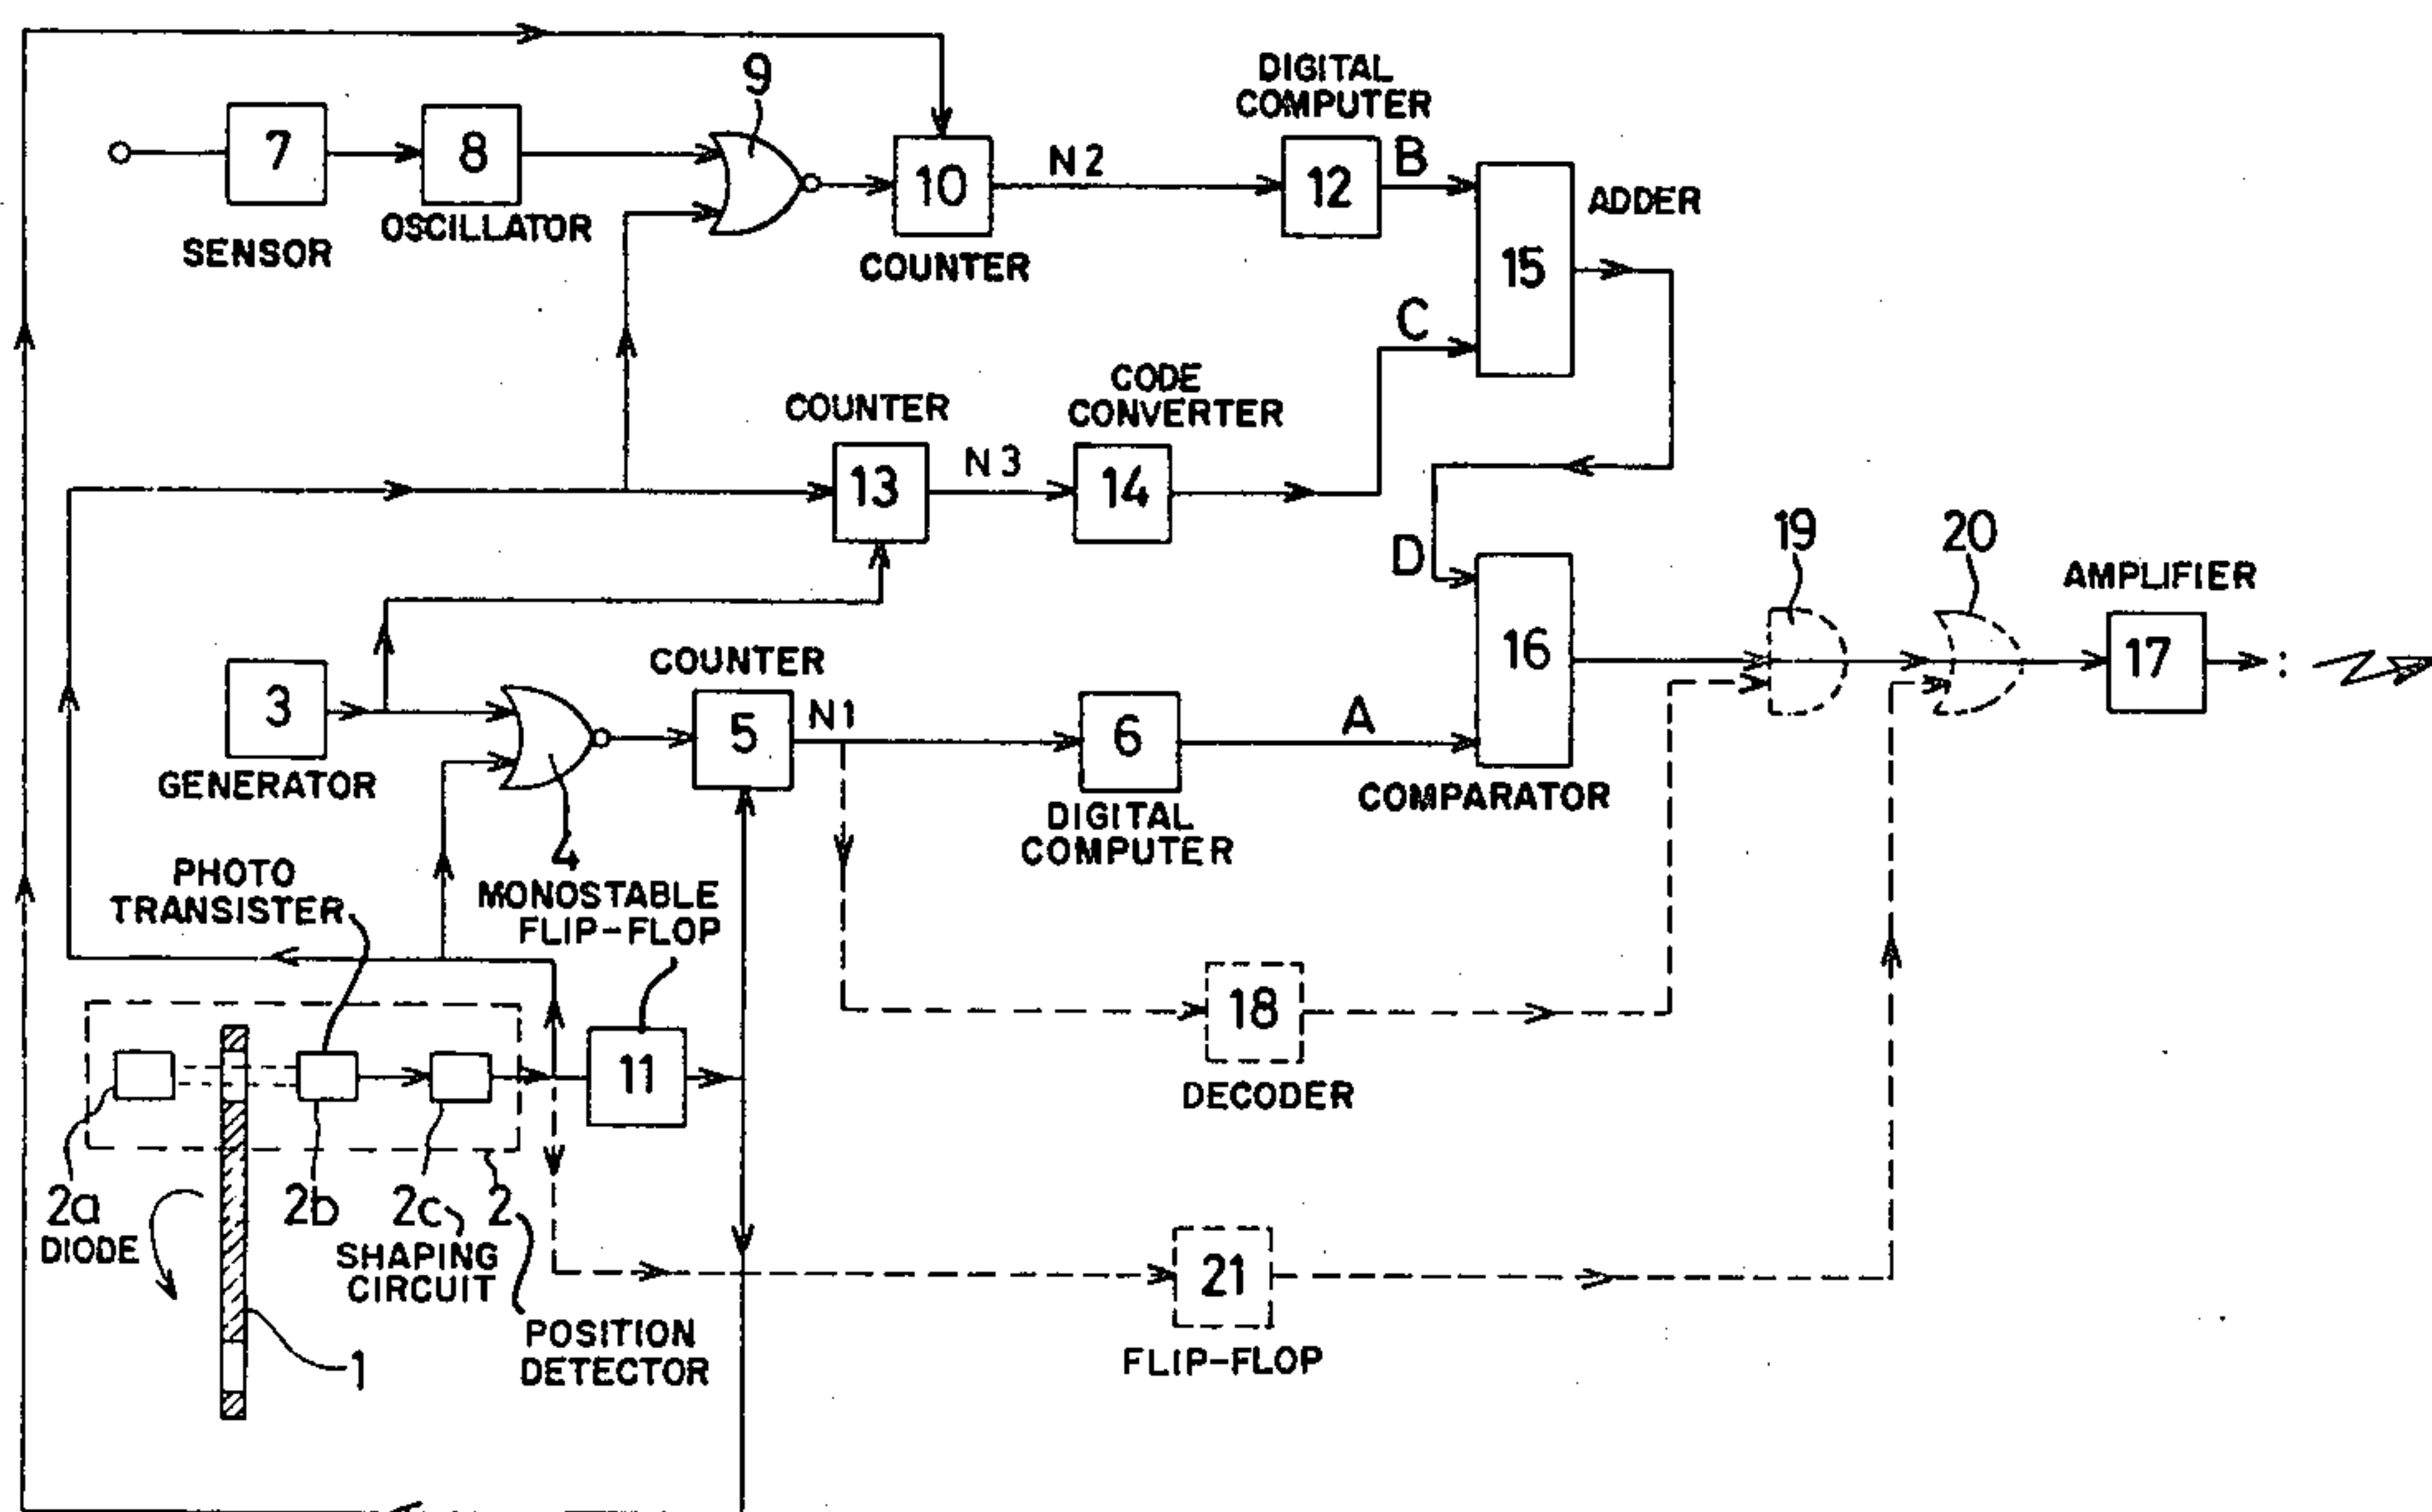 9
DIGITAL
COMPUTER
7
8
10
N2
12
B
ADDER
SENSOR
OSCILLATOR
COUNTER
15
C
COUNTER
CODE
CONVERTER
13
N3
14
D
19
20
AMPLIFIER
3
COUNTER
16
17
:
GENERATOR
5
N1
6
A
4
DIGITAL
COMPUTER
COMPARATOR
PHOTO
TRANSISTER
MONOSTABLE
FLIP-FLOP
11
18
DECODER
2a
DIODE
2b
2c
2
SHAPING
CIRCUIT
21
1
POSITION
DETECTOR
FLIP-FLOP